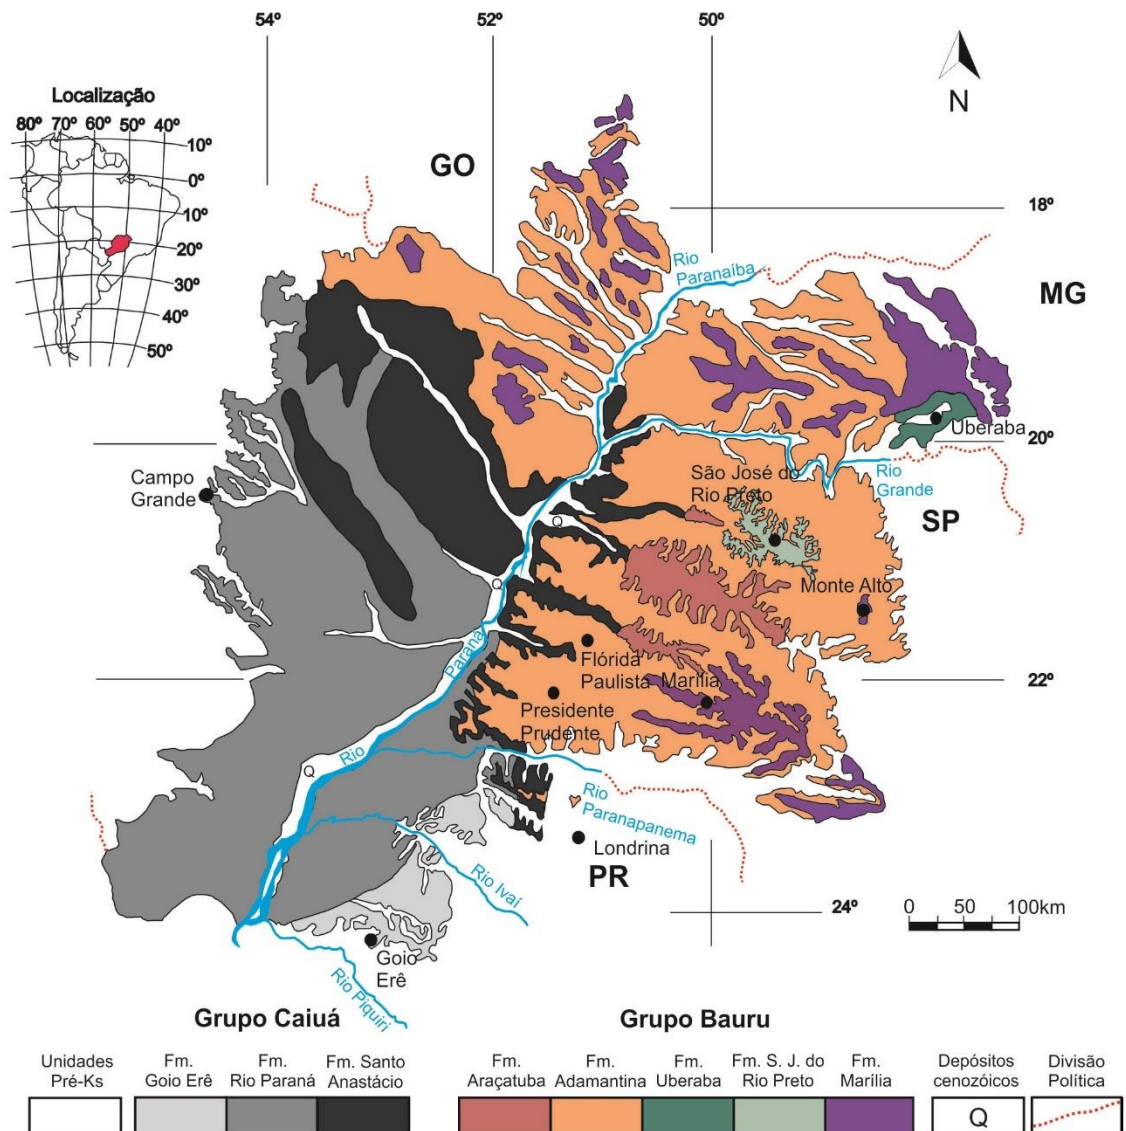 54º
52º
50º
N
Localização
80º 70º 60º 50º 40º
10º
0º
10º
20º
30º
40º
50º
GO
Rio
Paranaíba
18º
MG
Uberaba
20º
Campo
Grande
São José do
Rio Preto
Rio
Grande
SP
Q
Monte Alto
Q
Paraná
Flórida
Paulista
Marília
22º
Presidente
Prudente
Rio
Q
Rio
Paranapanema
Londrina
PR
Rio Ivaí
24º
0 50 100km
Goio
Erê
Rio Piquiri
Grupo Caiuá
Grupo Bauru
Unidades
Pré-Ks
Fm.
Goio Erê
Fm.
Rio Paraná
Fm. Santo
Anastácio
Fm.
Araçatuba
Fm.
Adamantina
Fm.
Uberaba
Fm. S. J. do
Rio Preto
Fm.
Marília
Depósitos
cenozóicos
Divisão
Política
Q